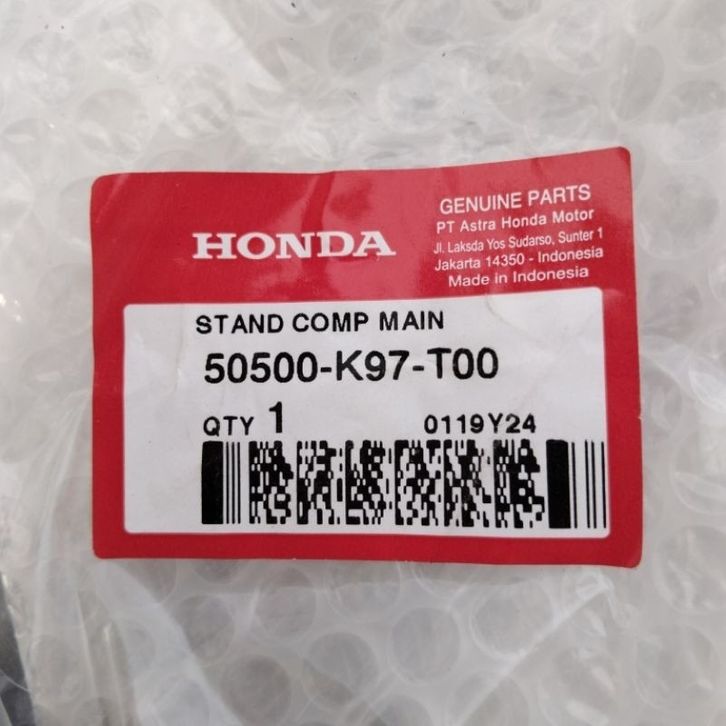 HONDA
GENUINE PARTS
PT Astra Honda Motor
Jl. Laksda Yos Sudarso, Sunter 1
Jakarta 14350 - Indonesia
Made in Indonesia
STAND COMP MAIN
50500-K97-T00
QTY 1 0119Y24